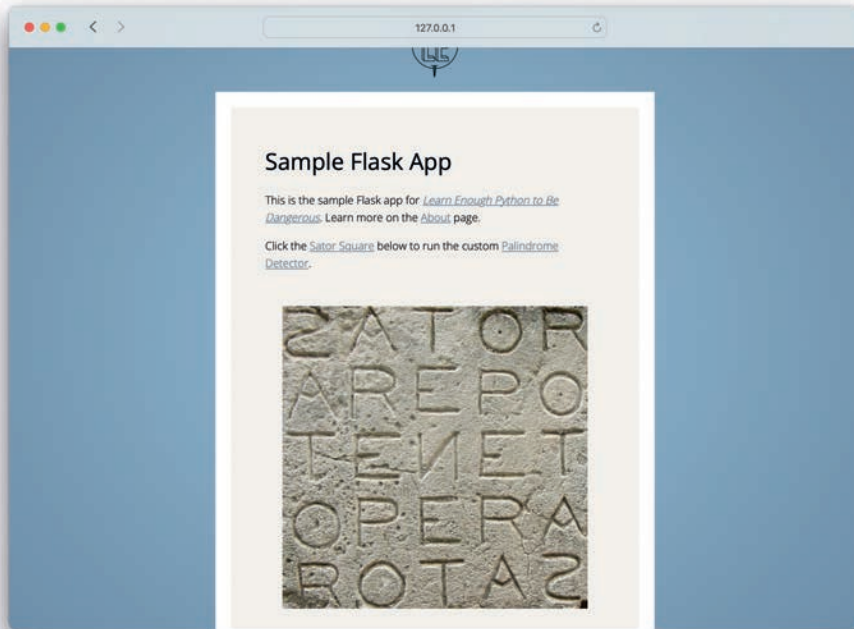 127.0.0.1
Sample Flask App
This is the sample Flask app for Learn Enough Python to Be
Dangerous. Learn more on the About page.
Click the Sator Square below to run the custom Palindrome
Detector.
SATOR
AREPO
TENET
OPERA
ROTAS